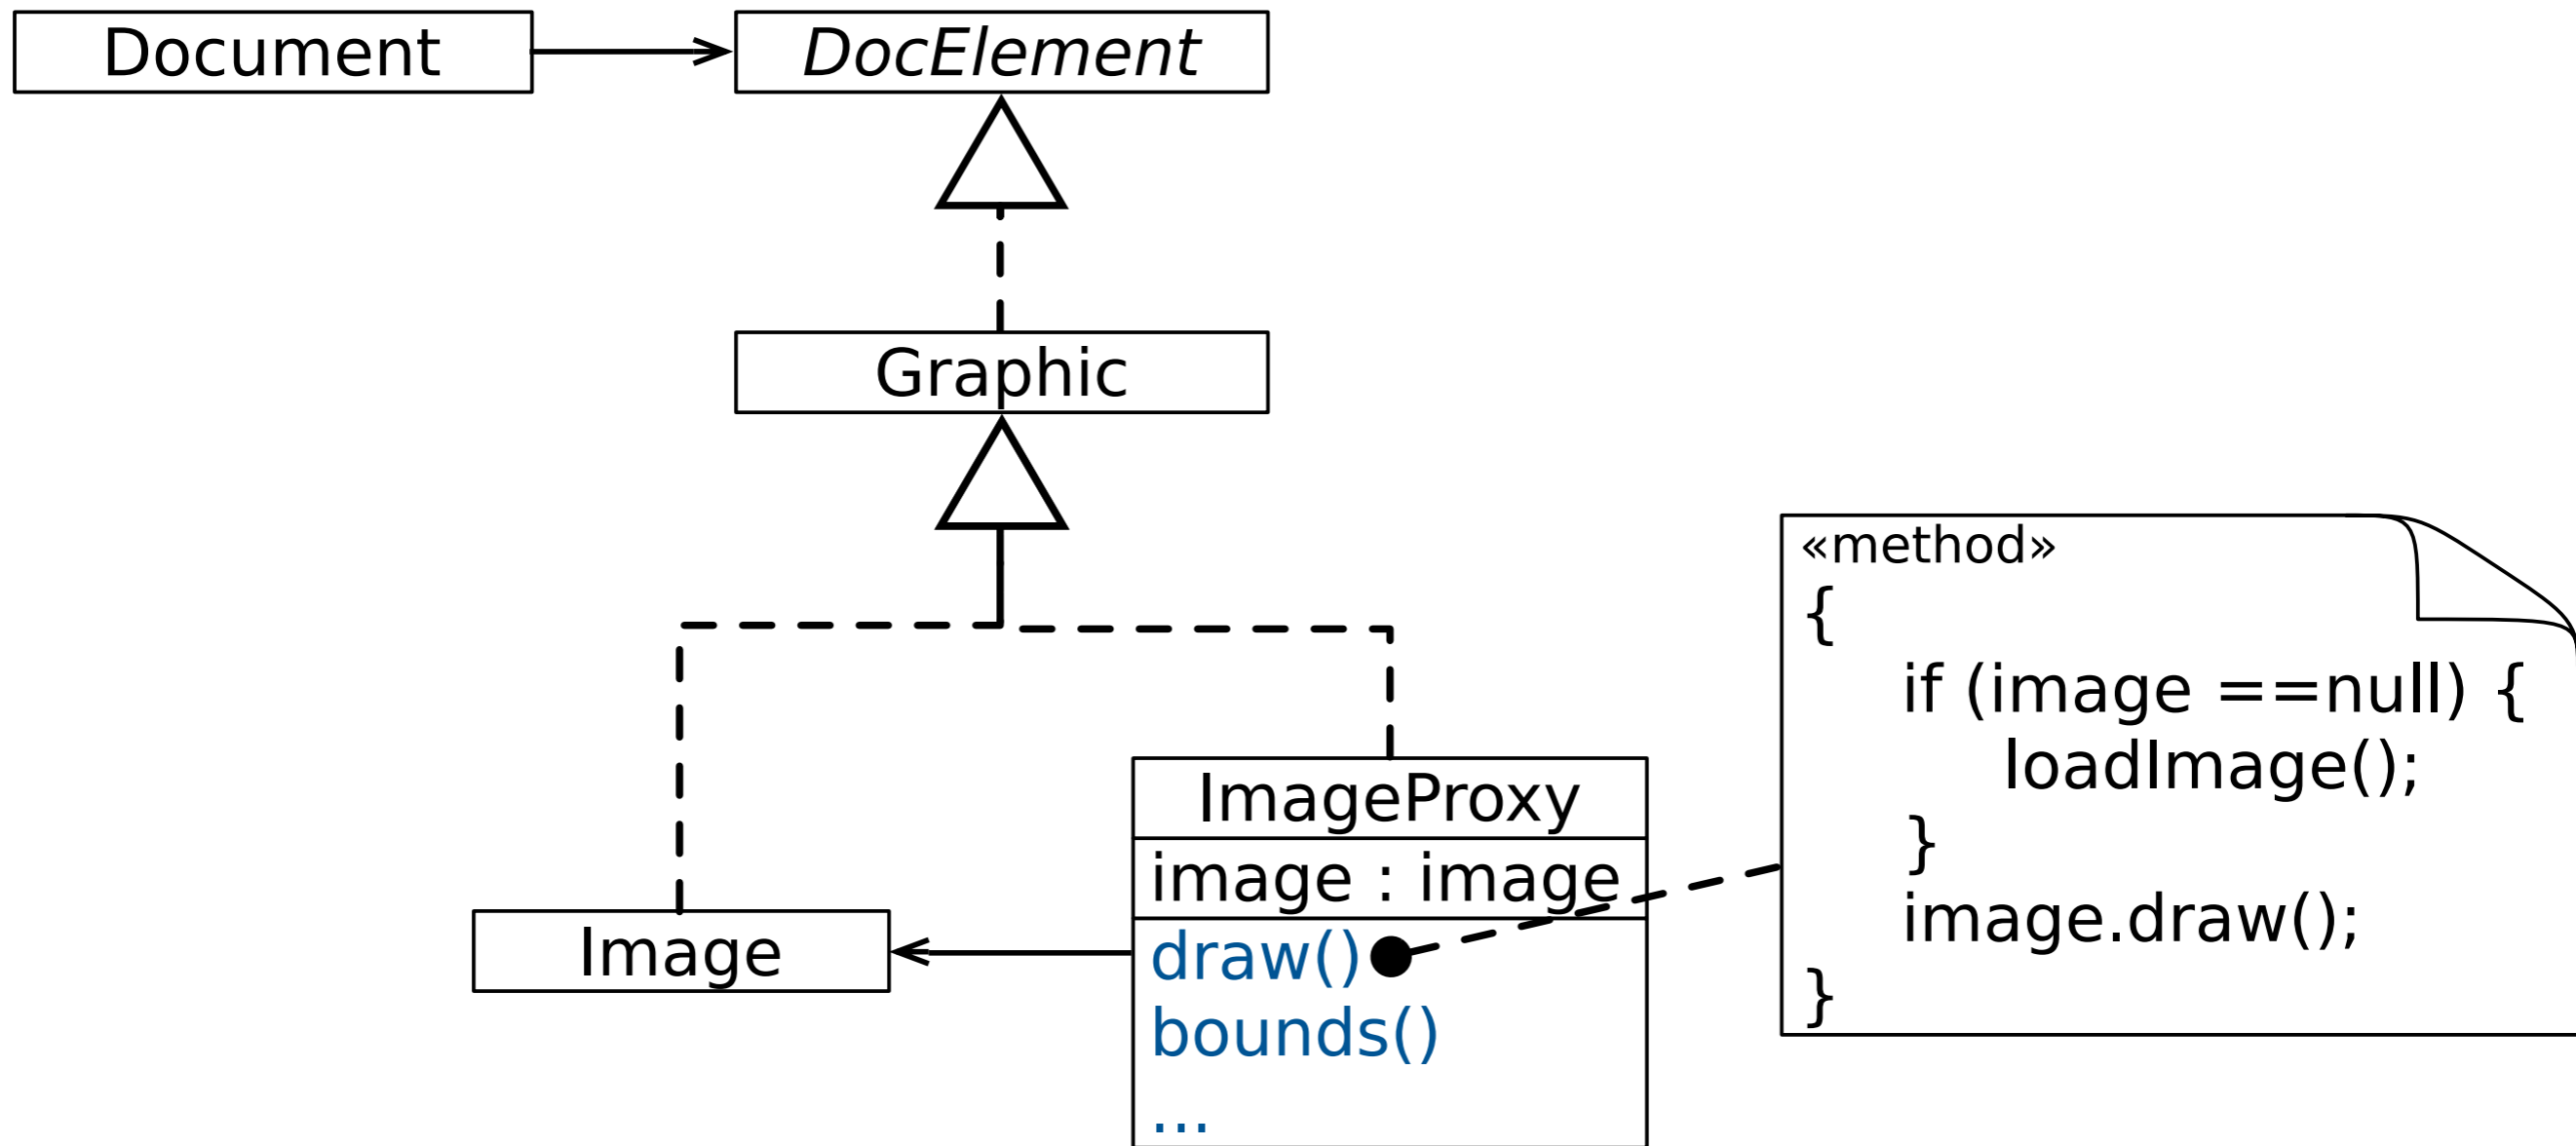 Document
DocElement
Graphic
«method»
{
if (image ==null) {
loadImage();
}
image.draw();
}
ImageProxy
image : image
draw()
bounds()
...
Image